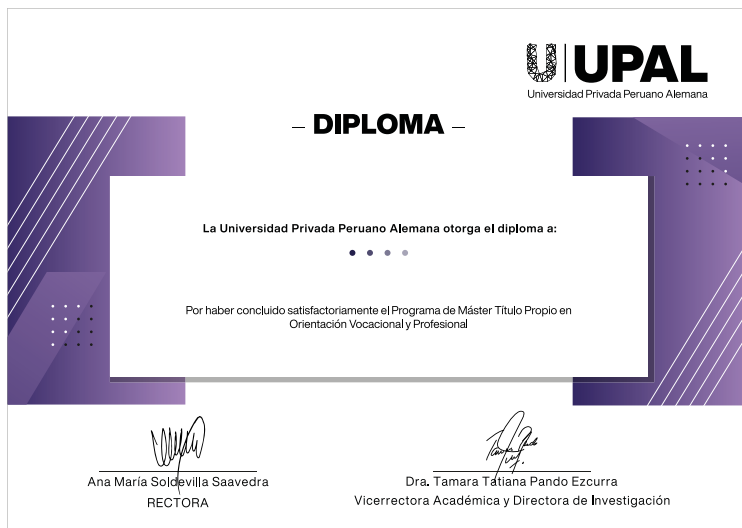 UPAL
Universidad Privada Peruano Alemana
– DIPLOMA –
La Universidad Privada Peruano Alemana otorga el diploma a:
Por haber concluido satisfactoriamente el Programa de Máster Título Propio en
Orientación Vocacional y Profesional
Ana María Soldevilla Saavedra
RECTORA
Dra. Tamara Tatiana Pando Ezcurra
Vicerrectora Académica y Directora de Investigación